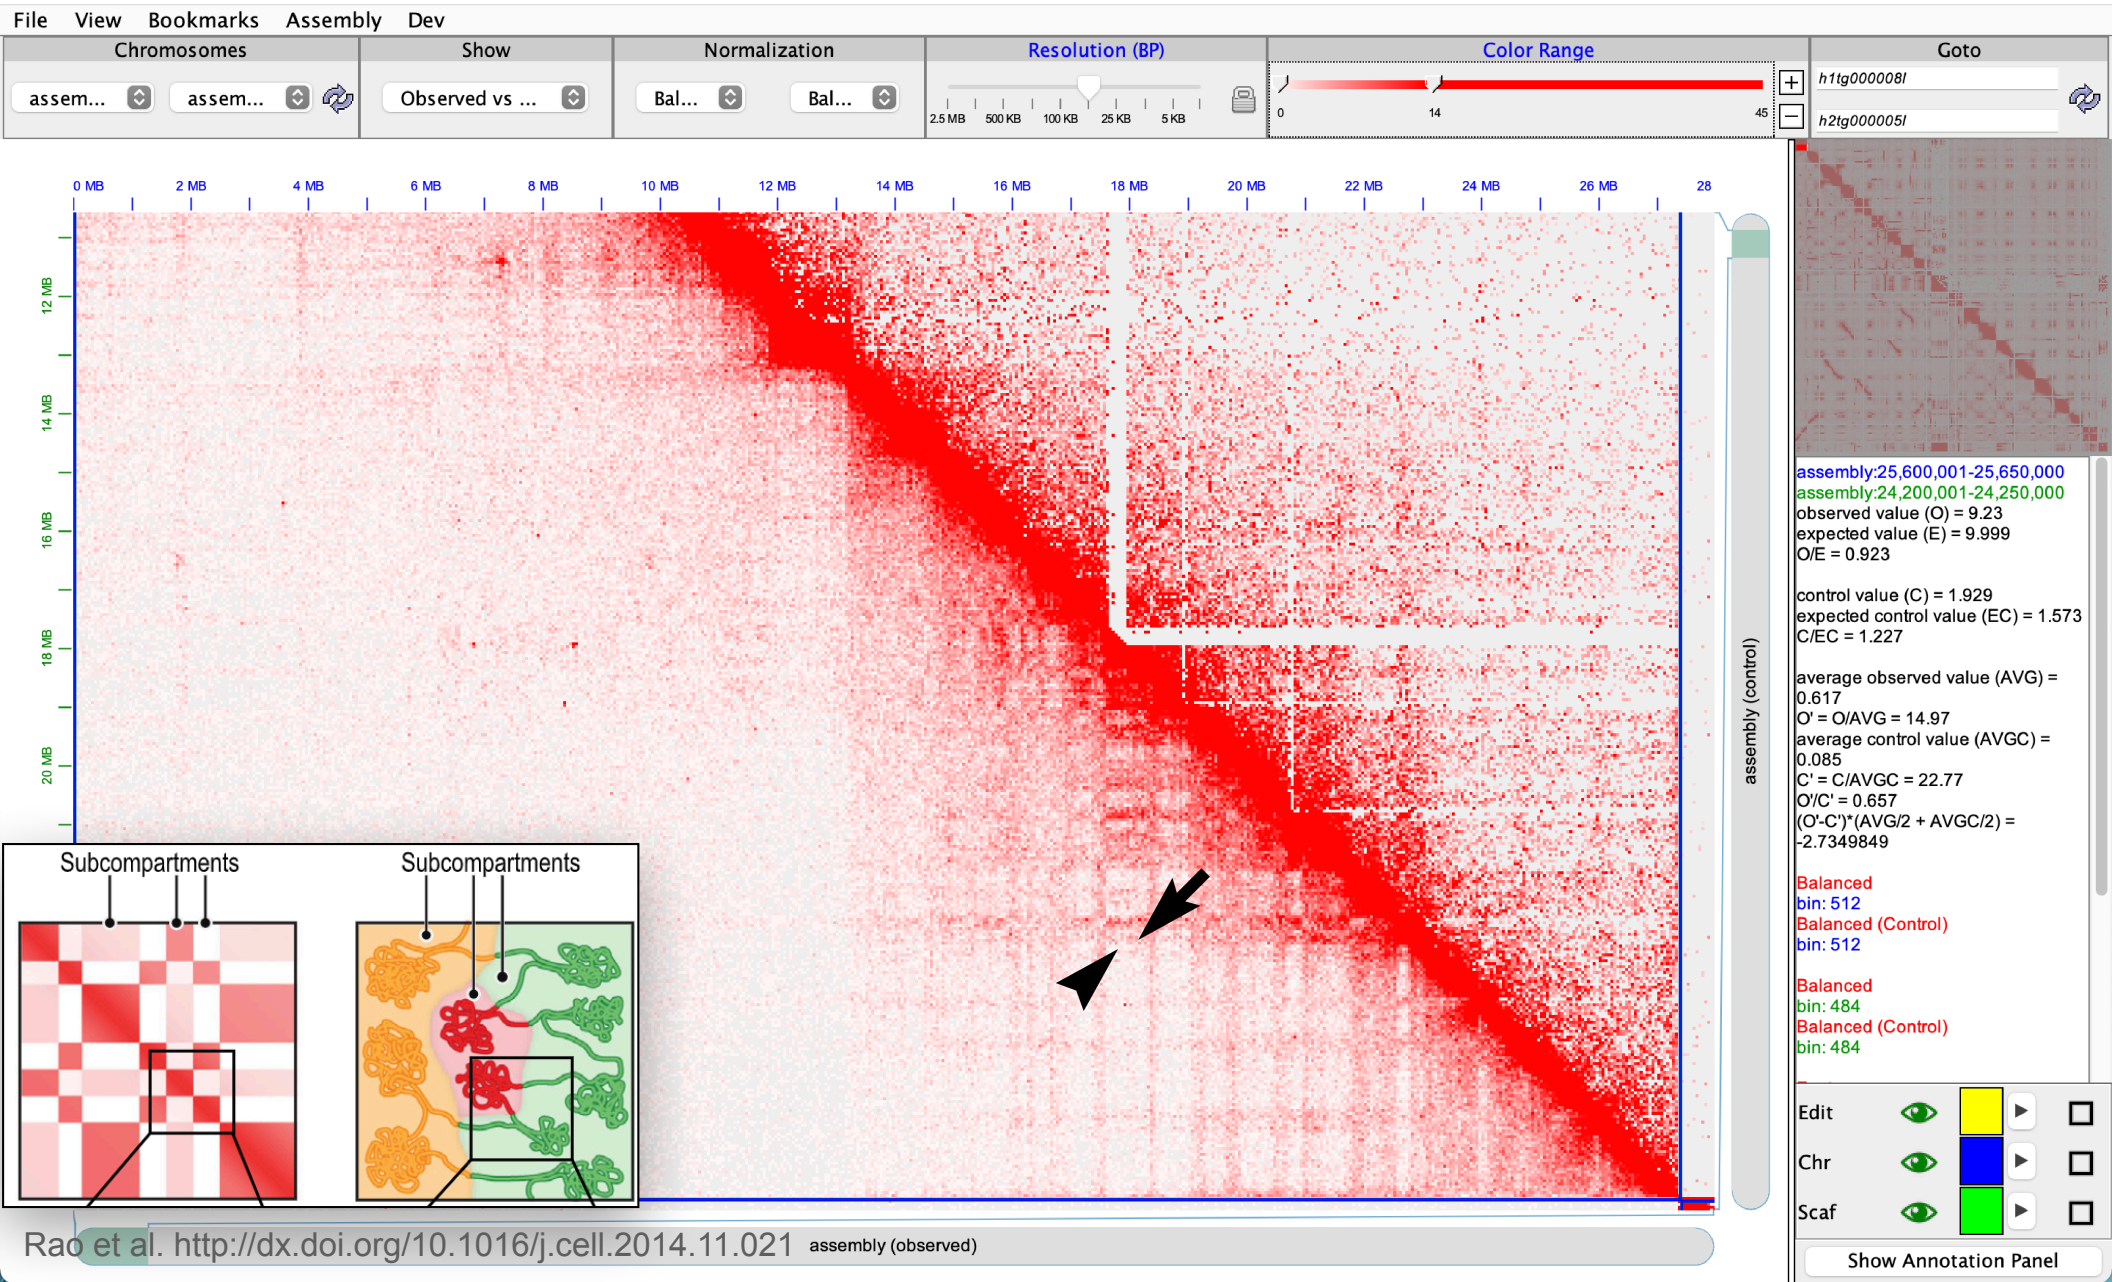 File View Bookmarks Assembly Dev
Chromosomes Show Normalization Resolution (BP) Color Range Goto
assem... assem... Observed vs ... Bal... Bal...
2.5 MB 500 KB 100 KB 25 KB 5 KB
0 14 45
+
−
h1tg000008l
h2tg000005l
0 MB 2 MB 4 MB 6 MB 8 MB 10 MB 12 MB 14 MB 16 MB 18 MB 20 MB 22 MB 24 MB 26 MB 28
12 MB
14 MB
16 MB
18 MB
20 MB
assembly (control)
assembly:25,600,001-25,650,000
assembly:24,200,001-24,250,000
observed value (O) = 9.23
expected value (E) = 9.999
O/E = 0.923
control value (C) = 1.929
expected control value (EC) = 1.573
C/EC = 1.227
average observed value (AVG) =
0.617
O' = O/AVG = 14.97
average control value (AVGC) =
0.085
C' = C/AVGC = 22.77
O'/C' = 0.657
(O'-C')*(AVG/2 + AVGC/2) =
-2.7349849
Balanced
bin: 512
Balanced (Control)
bin: 512
Balanced
bin: 484
Balanced (Control)
bin: 484
Edit
Chr
Scaf
Show Annotation Panel
Subcompartments Subcompartments
Rao et al. http://dx.doi.org/10.1016/j.cell.2014.11.021
assembly (observed)